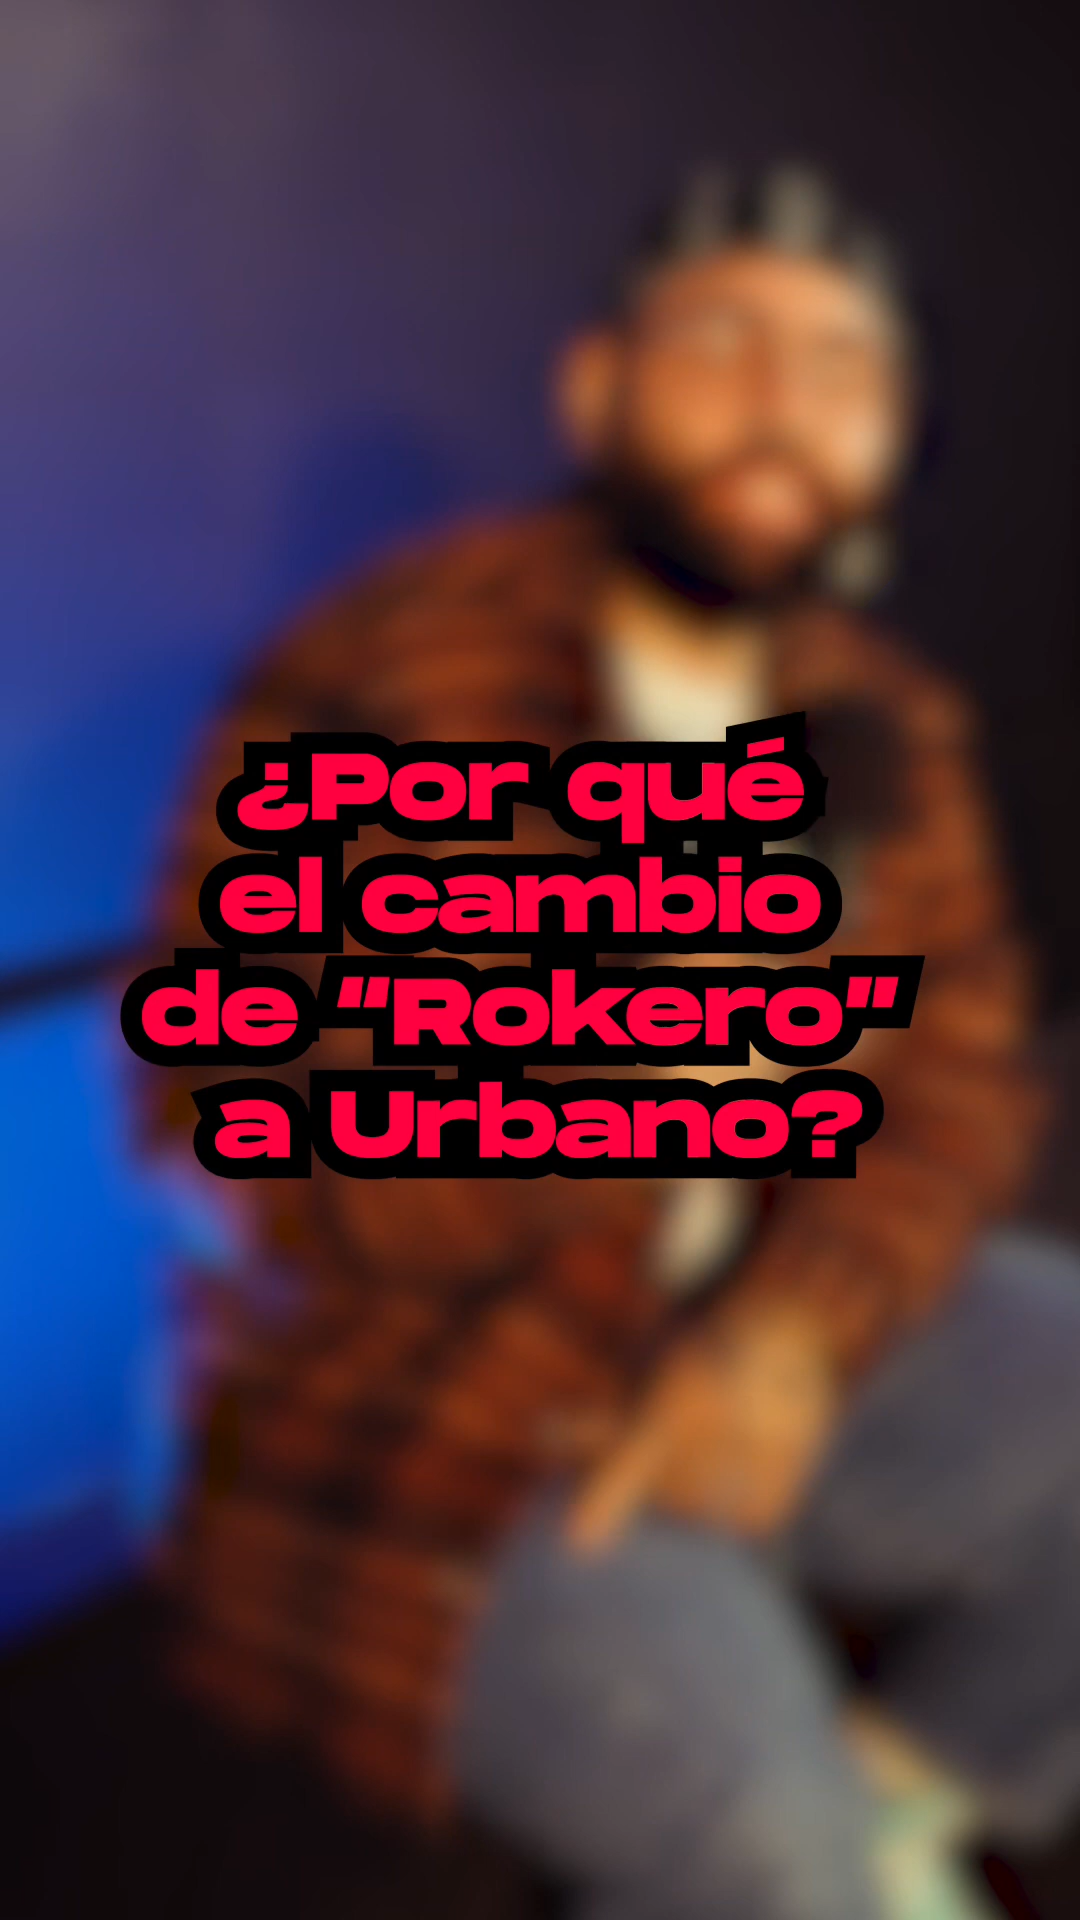 ¿Por qué
el cambio
de “Rokero”
a Urbano?